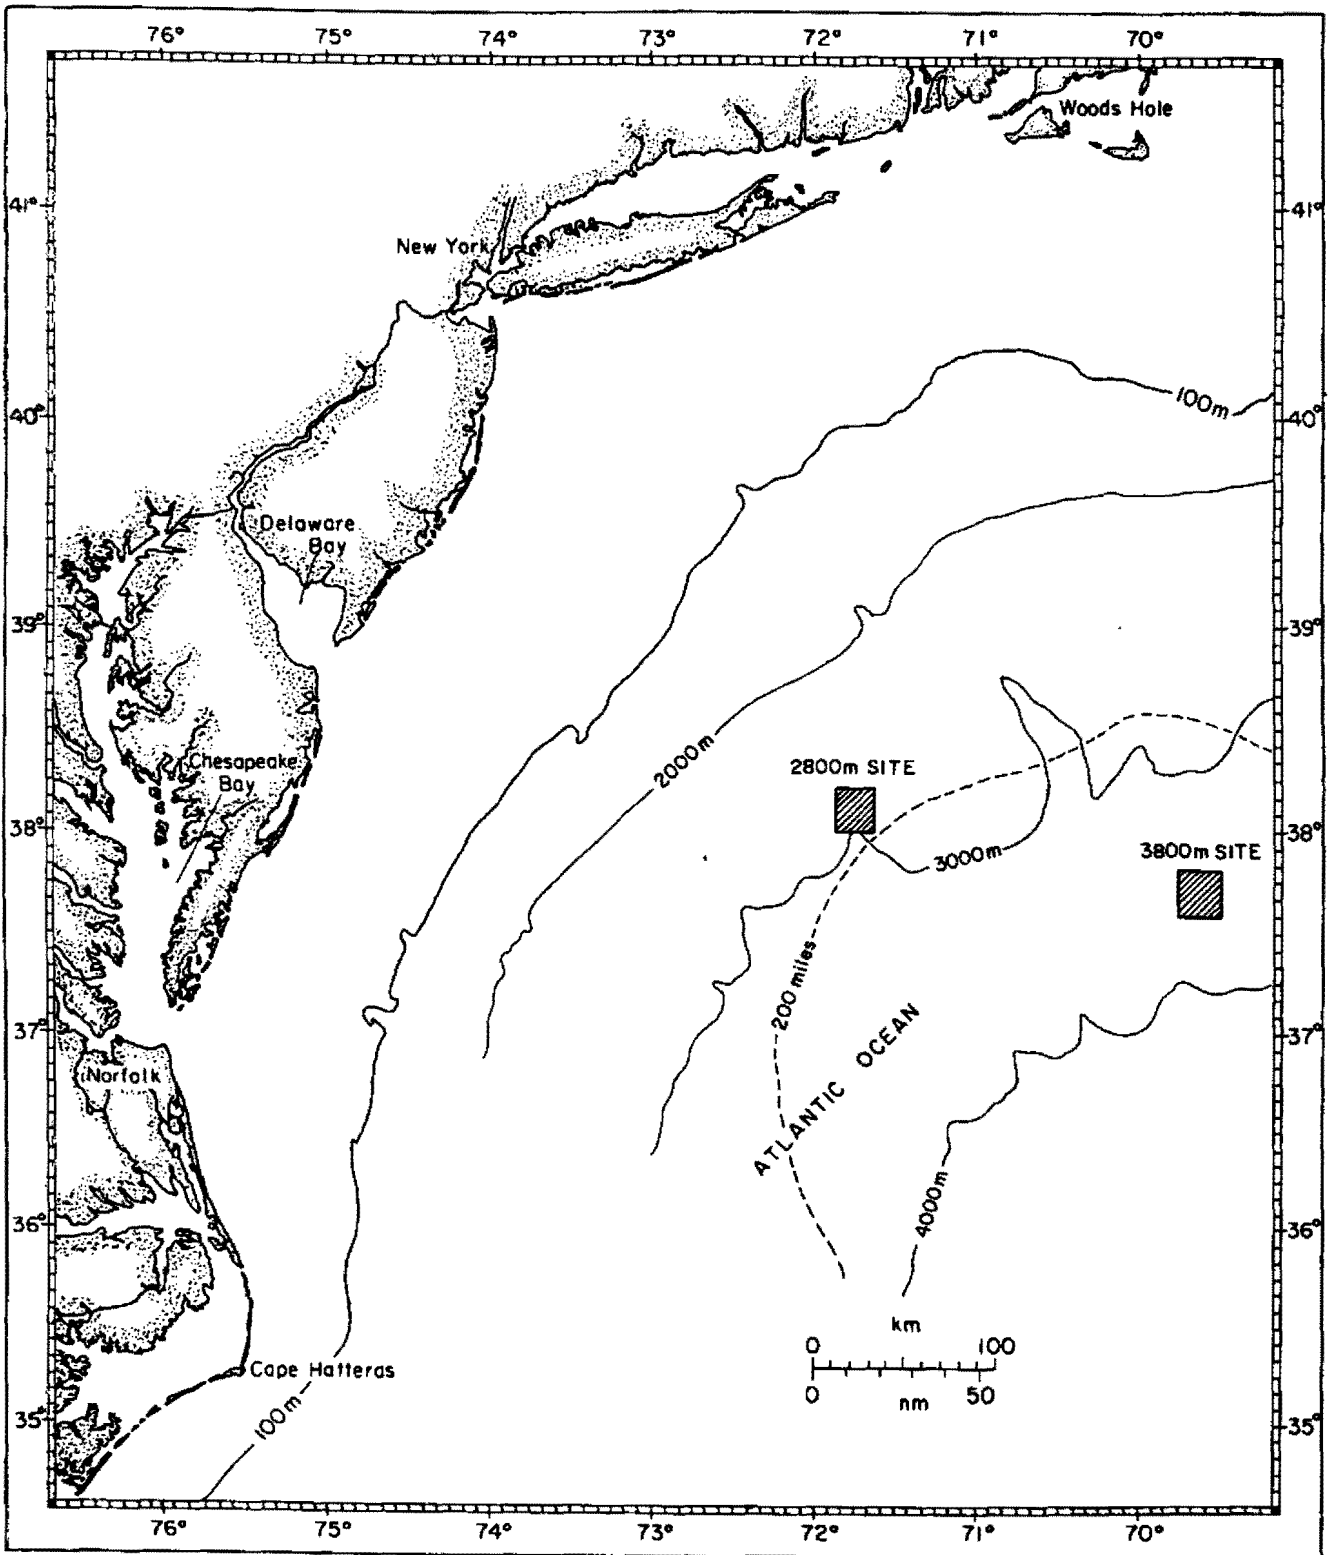 76° 75° 74° 73° 72° 71° 70°
Woods Hole
41° 41°
New York
100m
40° 40°
Delaware
Bay
39° 39°
2000m
Chesapeake
Bay
2800m SITE
38° 38°
3000m
3800m SITE
200 miles
ATLANTIC OCEAN
37° 37°
Norfolk
4000m
36° 36°
km
0 100
0 50
nm
Cape Hatteras
100m
35° 35°
76° 75° 74° 73° 72° 71° 70°